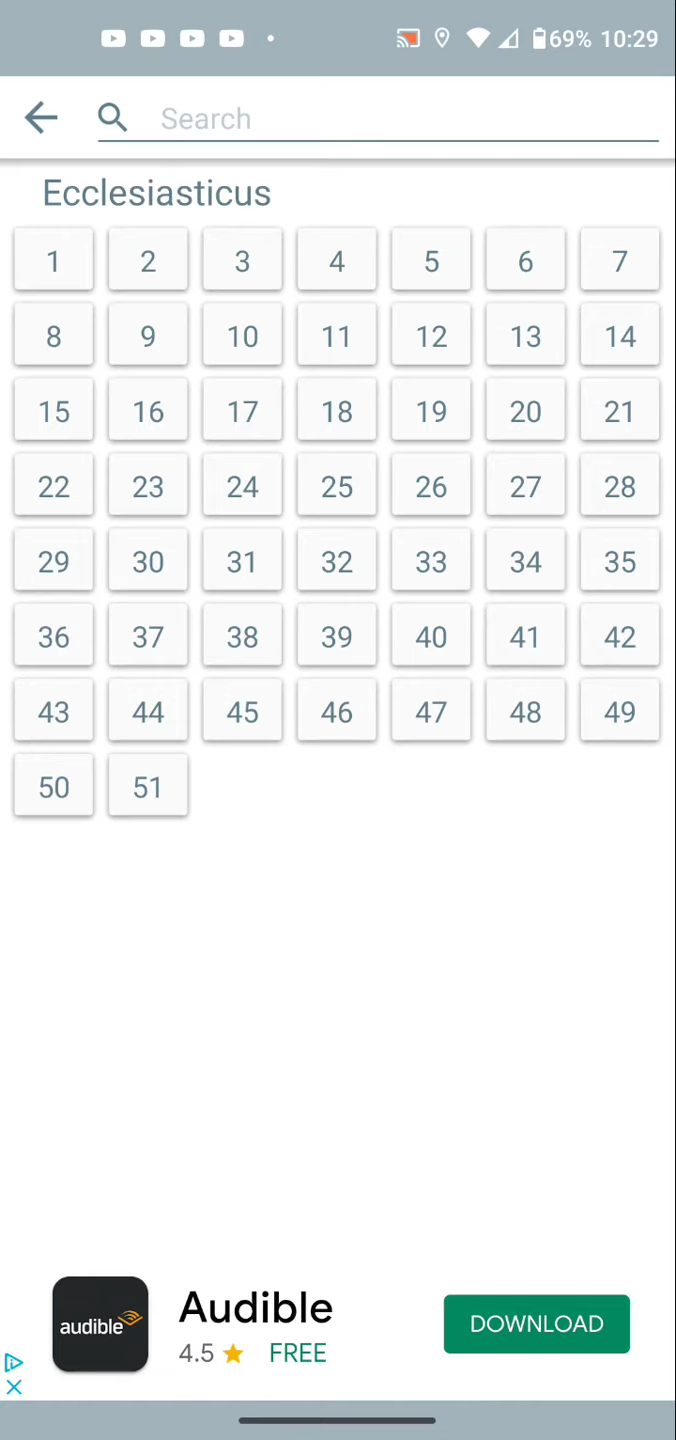 69% 10:29
Search
Ecclesiasticus
1 2 3 4 5 6 7
8 9 10 11 12 13 14
15 16 17 18 19 20 21
22 23 24 25 26 27 28
29 30 31 32 33 34 35
36 37 38 39 40 41 42
43 44 45 46 47 48 49
50 51
audible
Audible
4.5 FREE
DOWNLOAD